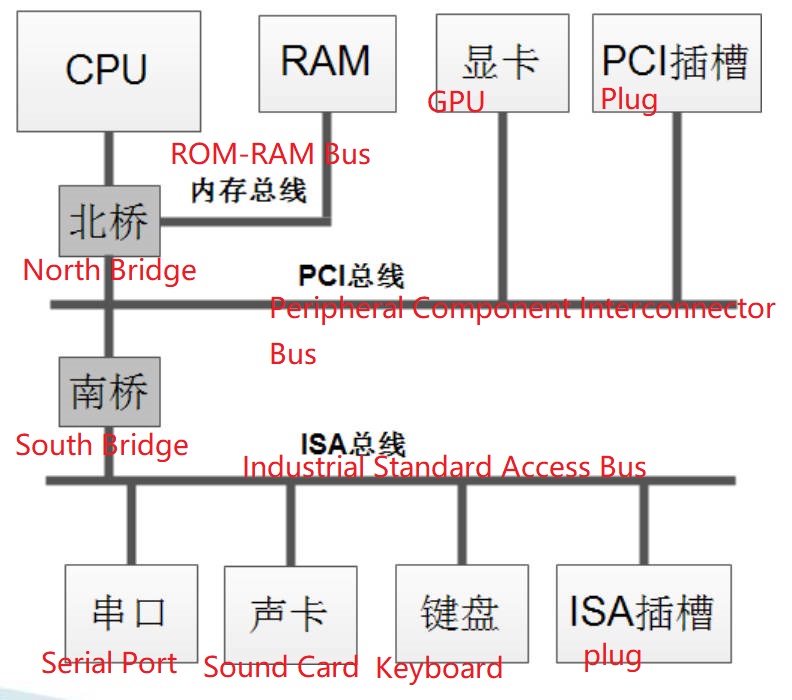 CPU
RAM
显卡
GPU
PCI插槽
Plug
ROM-RAM Bus
内存总线
北桥
North Bridge
PCI总线
Peripheral Component Interconnector
Bus
南桥
South Bridge
ISA总线
Industrial Standard Access Bus
串口
Serial Port
声卡
Sound Card
键盘
Keyboard
ISA插槽
plug